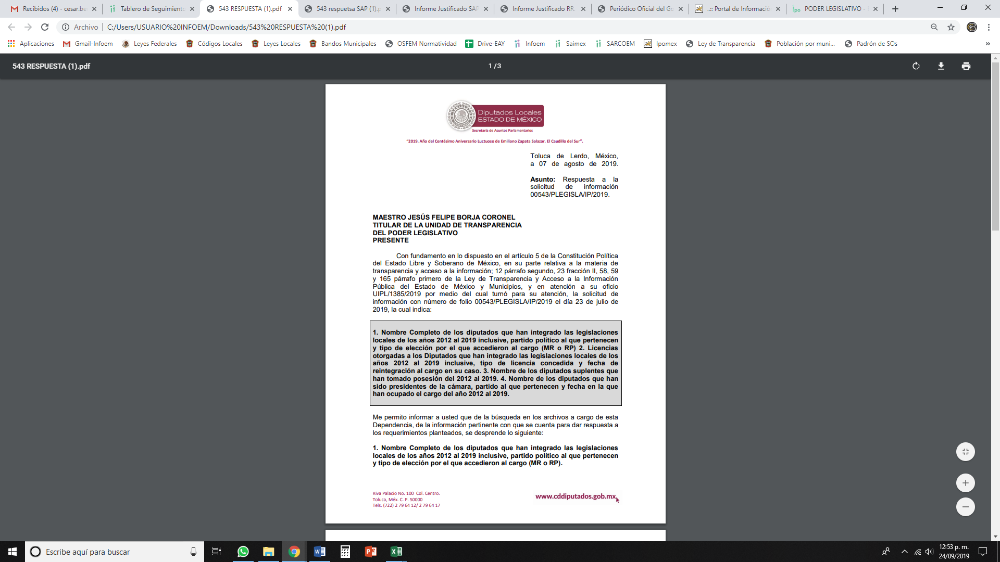 Recibidos (4) - cesar.be
Tablero de Seguimiento
543 RESPUESTA (1).pdf
543 respuetsa SAP (1).p
Informe Justificado SAP
Informe Justificado RR.
Periódico Oficial del Go
..:: Portal de Informació
PODER LEGISLATIVO -
Archivo
C:/Users/USUARIO%20INFOEM/Downloads/543%20RESPUESTA%20(1).pdf
Aplicaciones
Gmail-Infoem
Leyes Federales
Códigos Locales
Leyes Locales
Bandos Municipales
OSFEM Normatividad
Drive-EAY
Infoem
Saimex
SARCOEM
Ipomex
Ley de Transparencia
Población por muni...
Padrón de SOs
»
543 RESPUESTA (1).pdf
1 / 3
Diputados Locales
ESTADO DE MÉXICO
Secretaría de Asuntos Parlamentarios
"2019. Año del Centésimo Aniversario Luctuoso de Emiliano Zapata Salazar. El Caudillo del Sur".
Toluca de Lerdo, México,
a 07 de agosto de 2019.
Asunto: Respuesta a la
solicitud de información
00543/PLEGISLA/IP/2019.
MAESTRO JESÚS FELIPE BORJA CORONEL
TITULAR DE LA UNIDAD DE TRANSPARENCIA
DEL PODER LEGISLATIVO
PRESENTE
Con fundamento en lo dispuesto en el artículo 5 de la Constitución Política
del Estado Libre y Soberano de México, en su parte relativa a la materia de
transparencia y acceso a la información; 12 párrafo segundo, 23 fracción II, 58, 59
y 165 párrafo primero de la Ley de Transparencia y Acceso a la Información
Pública del Estado de México y Municipios, y en atención a su oficio
UIPL/1385/2019 por medio del cual turnó para su atención, la solicitud de
información con número de folio 00543/PLEGISLA/IP/2019 el día 23 de julio de
2019, la cual indica:
1. Nombre Completo de los diputados que han integrado las legislaciones
locales de los años 2012 al 2019 inclusive, partido político al que pertenecen
y tipo de elección por el que accedieron al cargo (MR o RP) 2. Licencias
otorgadas a los Diputados que han integrado las legislaciones locales de los
años 2012 al 2019 inclusive, tipo de licencia concedida y fecha de
reintegración al cargo en su caso. 3. Nombre de los diputados suplentes que
han tomado posesión del 2012 al 2019. 4. Nombre de los diputados que han
sido presidentes de la cámara, partido al que pertenecen y fecha en la que
han ocupado el cargo del año 2012 al 2019.
Me permito informar a usted que de la búsqueda en los archivos a cargo de esta
Dependencia, de la información pertinente con que se cuenta para dar respuesta a
los requerimientos planteados, se desprende lo siguiente:
1. Nombre Completo de los diputados que han integrado las legislaciones
locales de los años 2012 al 2019 inclusive, partido político al que pertenecen
y tipo de elección por el que accedieron al cargo (MR o RP).
Riva Palacio No. 100 Col. Centro.
Toluca, Méx. C. P. 50000
Tels. (722) 2 79 64 12/ 2 79 64 17
www.cddiputados.gob.mx
Escribe aquí para buscar
12:53 p. m.
24/09/2019